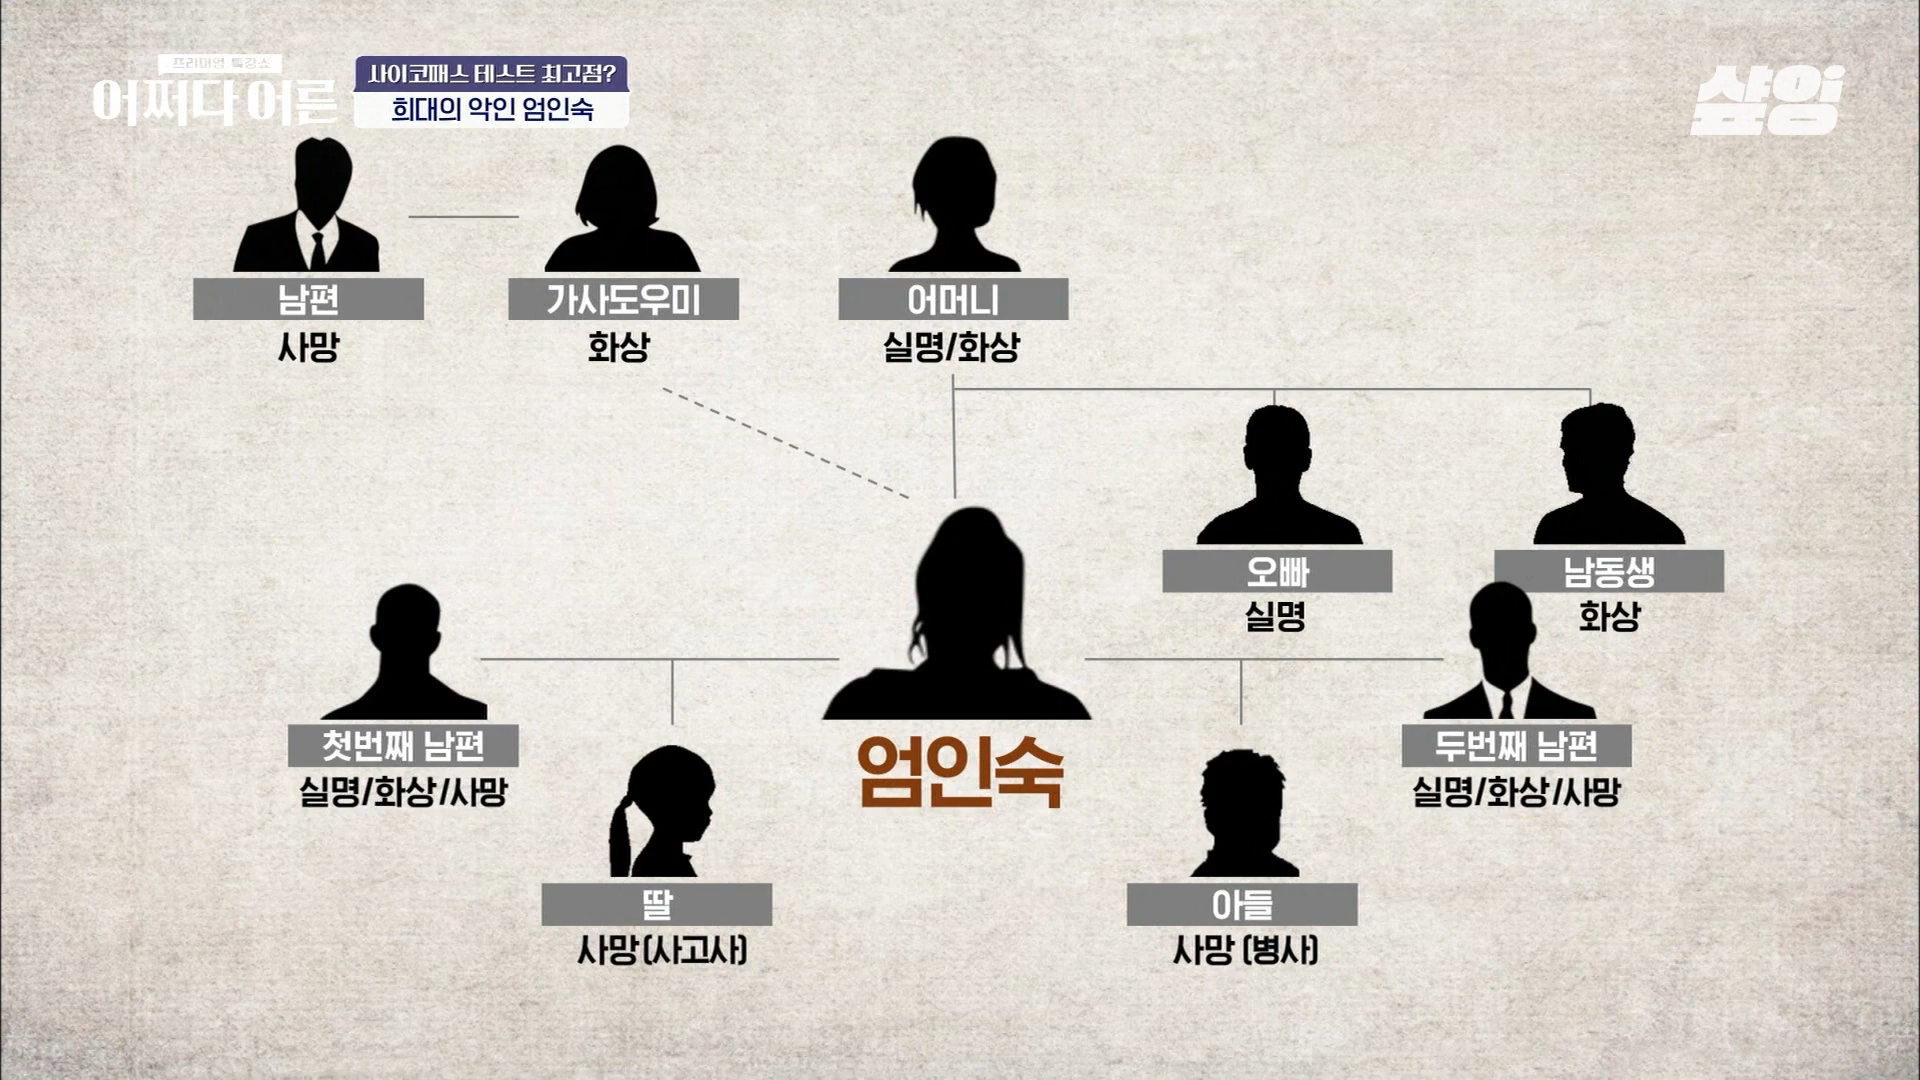 프리미엄 특강쇼
어쩌다 어른
사이코패스 테스트 최고점?
희대의 악인 엄인숙
샾잉
남편
사망
가사도우미
화상
어머니
실명/화상
오빠
실명
남동생
화상
첫번째 남편
실명/화상/사망
엄인숙
두번째 남편
실명/화상/사망
딸
사망(사고사)
아들
사망 (병사)